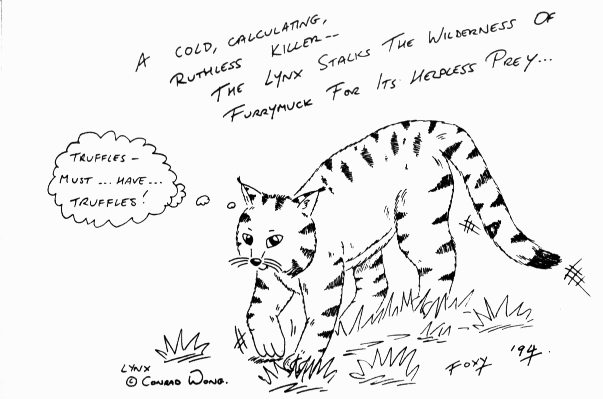 A COLD, CALCULATING,
RUTHLESS KILLER--
THE LYNX STALKS THE WILDERNESS OF
FURRYMUCK FOR ITS HELPLESS PREY...
TRUFFLES -
MUST ... HAVE ...
TRUFFLES!
LYNX
© CONRAD WONG.
FOXY '94.